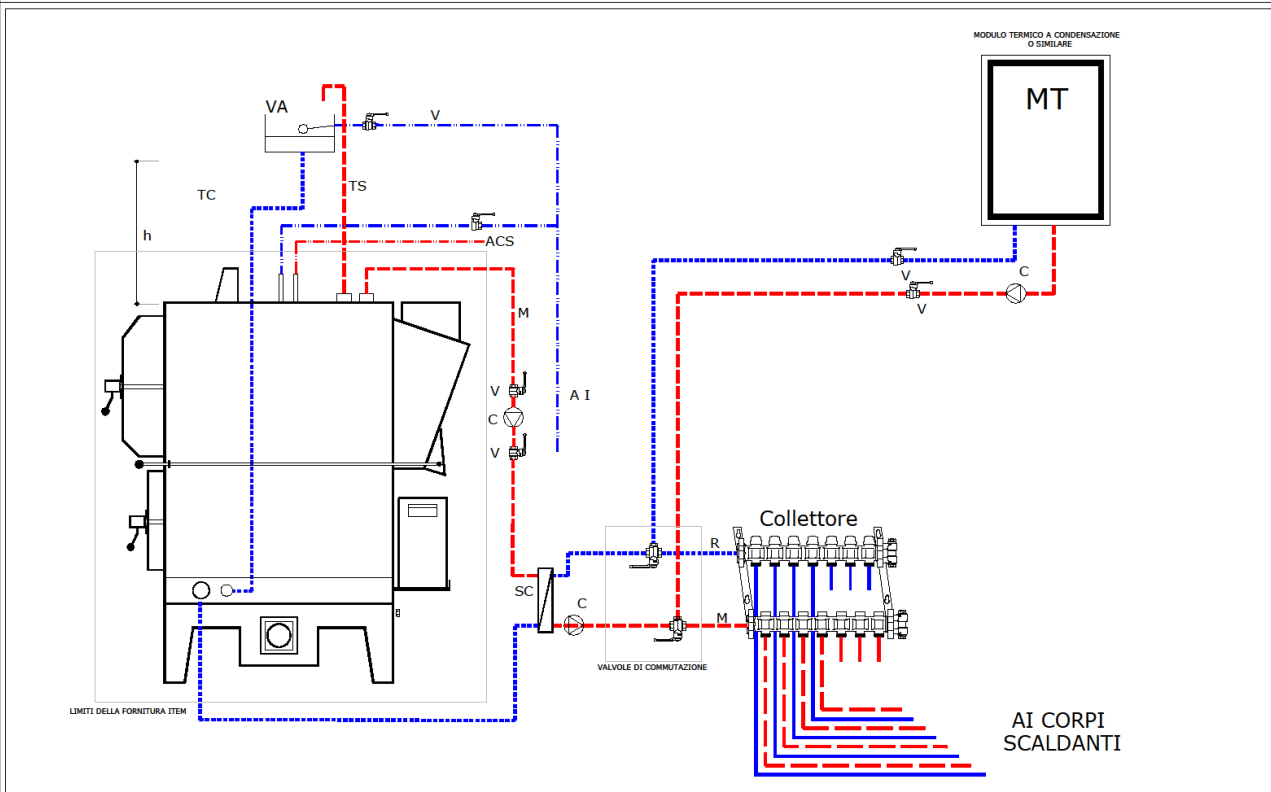 MODULO TERMICO A CONDENSAZIONE
O SIMILARE
MT
VA
V
TC
TS
h
ACS
V
C
V
M
V
A I
C
V
Collettore
R
SC
C
M
VALVOLE DI COMMUTAZIONE
LIMITI DELLA FORNITURA ITEM
AI CORPI
SCALDANTI